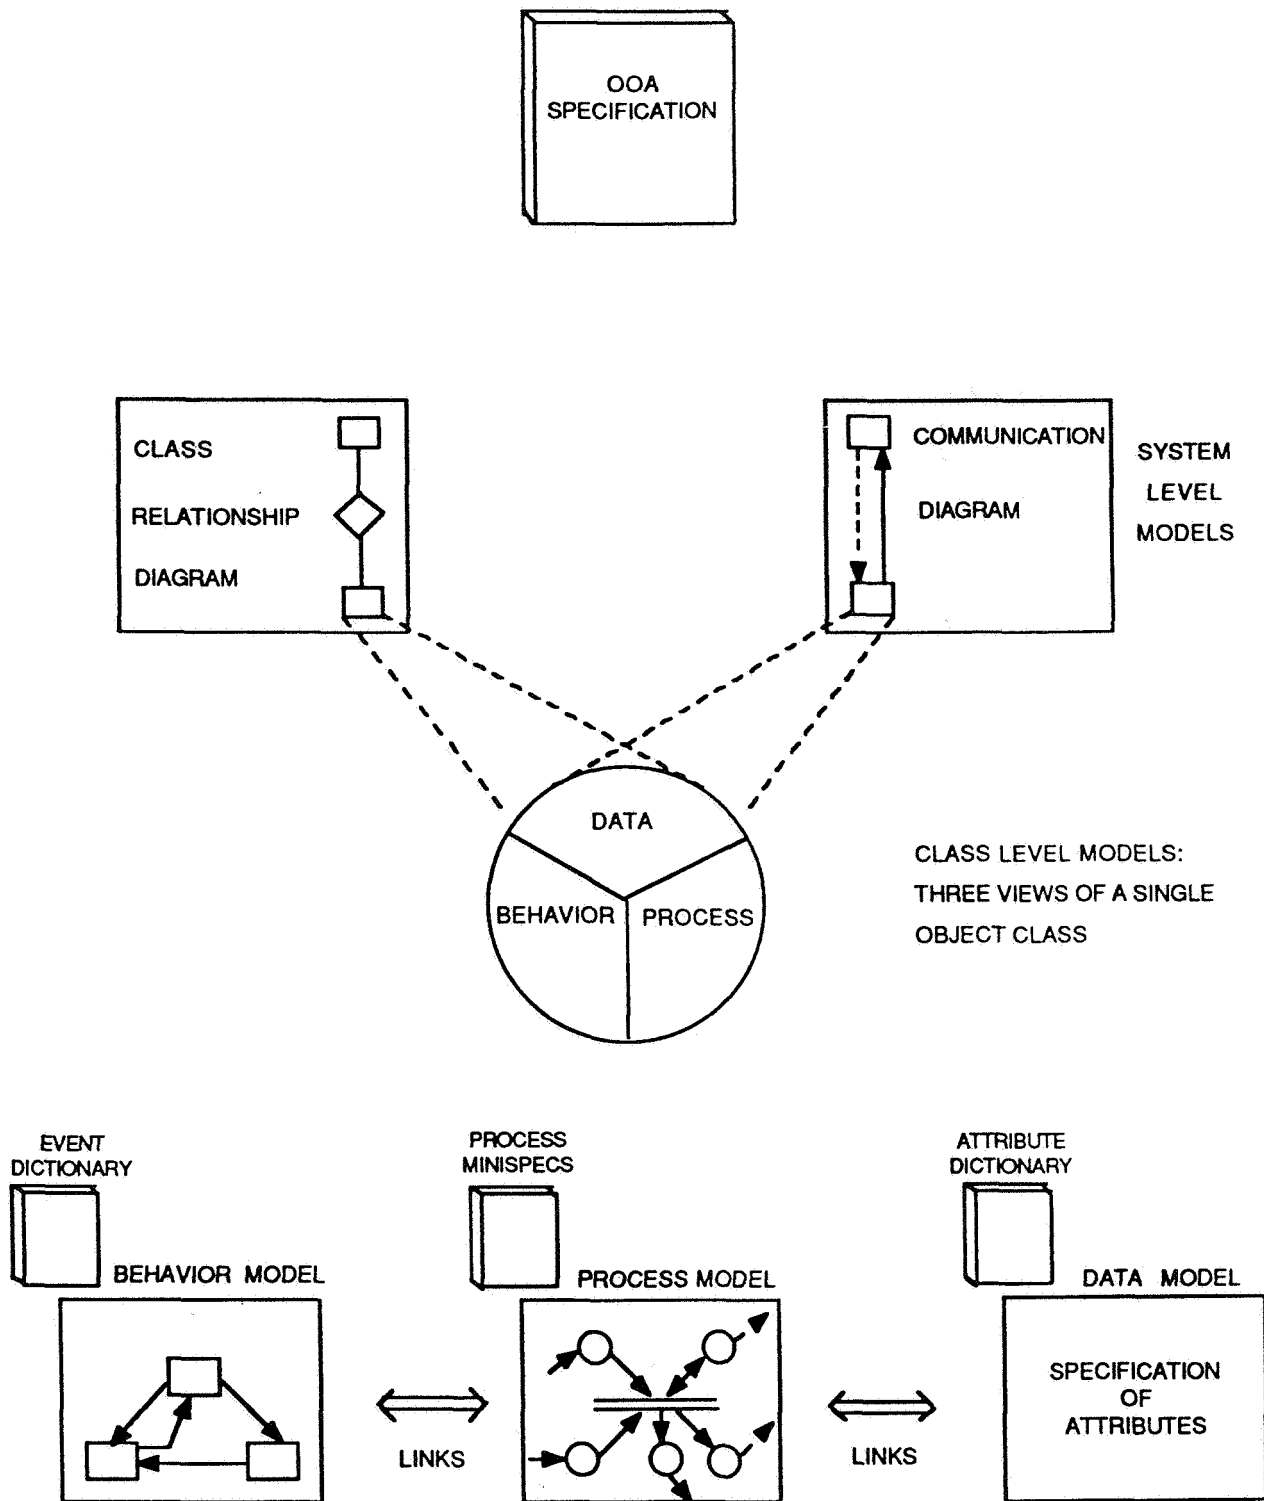 OOA
SPECIFICATION
CLASS
RELATIONSHIP
DIAGRAM
COMMUNICATION
DIAGRAM
SYSTEM
LEVEL
MODELS
DATA
BEHAVIOR
PROCESS
CLASS LEVEL MODELS:
THREE VIEWS OF A SINGLE
OBJECT CLASS
EVENT
DICTIONARY
PROCESS
MINISPECS
ATTRIBUTE
DICTIONARY
BEHAVIOR MODEL
PROCESS MODEL
DATA MODEL
LINKS
LINKS
SPECIFICATION
OF
ATTRIBUTES